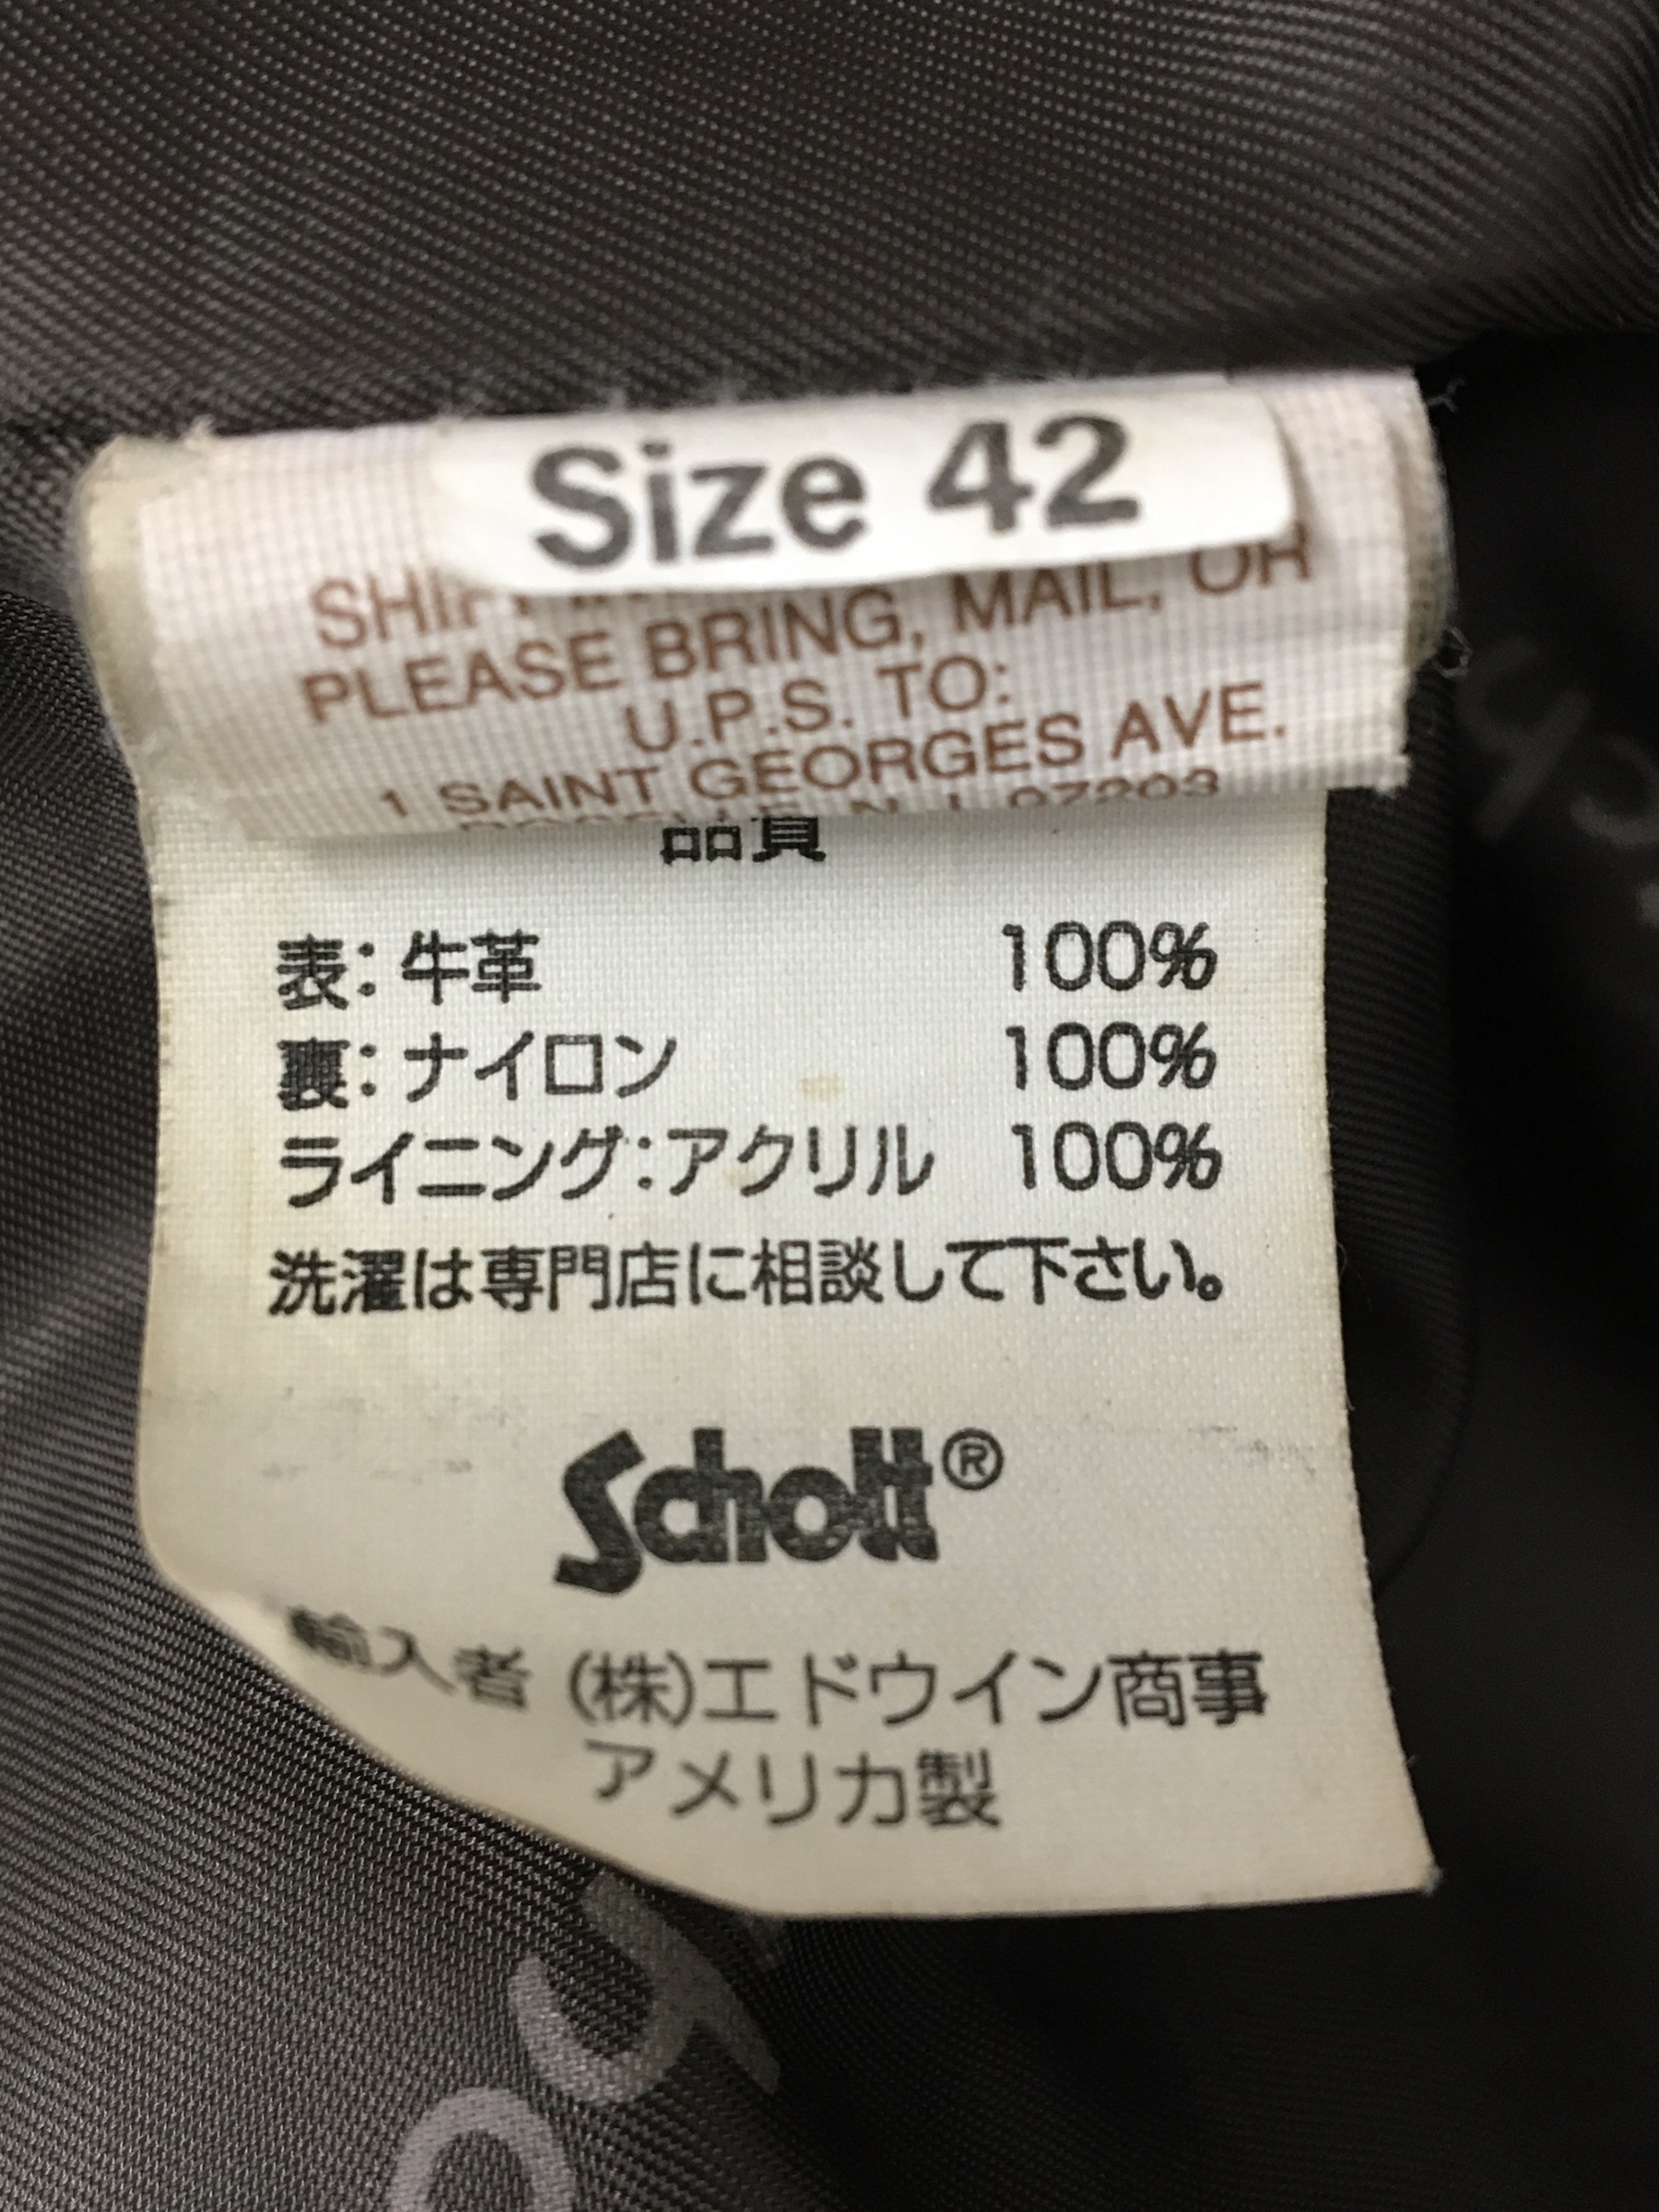 Size 42
PLEASE BRING, MAIL, OR
U.P.S. TO:
1 SAINT GEORGES AVE.
N.J. 07203
品質
表：牛革 100%
裏：ナイロン 100%
ライニング：アクリル 100%
洗濯は専門店に相談して下さい。
Schott®
輸入者 (株)エドウイン商事
アメリカ製